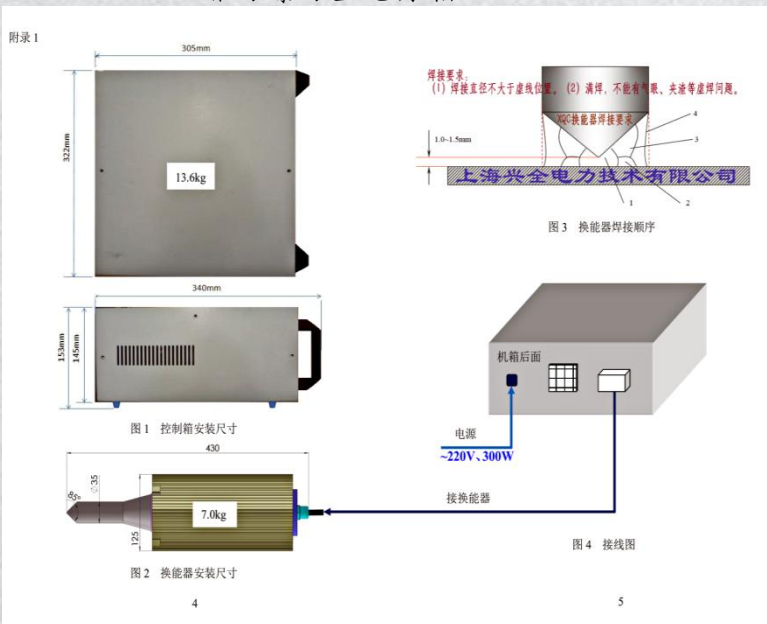 附录 1
305mm
322mm
13.6kg
340mm
153mm
145mm
图 1 控制箱安装尺寸
430
85°
∅35
125
7.0kg
图 2 换能器安装尺寸
4
焊接要求:
(1) 焊接直径不大于虚线位置。(2) 满焊, 不能有气眼、夹渣等虚焊问题。
XQC换能器焊接要求
4
3
1.0~1.5mm
上海兴全电力技术有限公司
1
2
图 3 换能器焊接顺序
机箱后面
电源
~220V、300W
接换能器
图 4 接线图
5